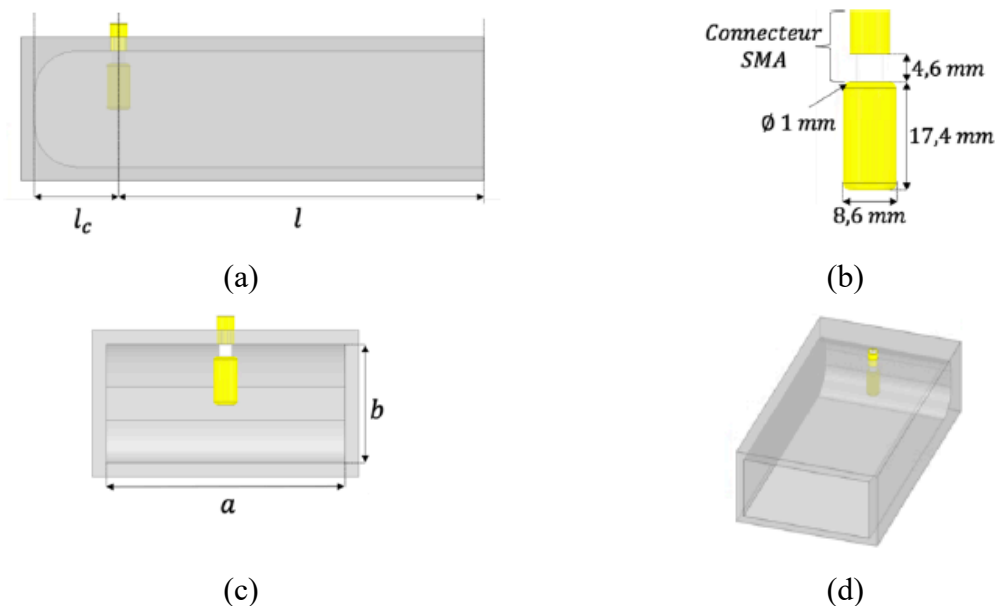 Connecteur
SMA
4,6 mm
Ø 1 mm
17,4 mm
8,6 mm
l_c
l
(a)
(b)
b
a
(c)
(d)